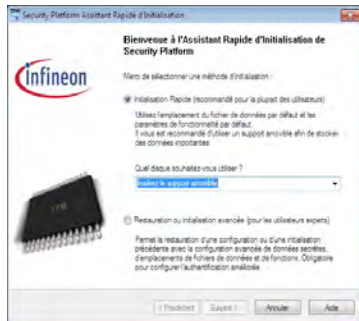 Security Platform Assistant Rapide d'Initialisation
Bienvenue à l'Assistant Rapide d'Initialisation de
Security Platform
Infineon
Merci de sélectionner une méthode d'initialisation :
Initialisation Rapide (recommandé pour la plupart des utilisateurs)
Utilisez l'emplacement du fichier de données par défaut et les
paramètres de fonctionnalité par défaut.
Il vous est recommandé d'utiliser un support amovible afin de stocker
des données importantes.
Quel disque souhaitez-vous utiliser ?
Insérez le support amovible
TPM
Restauration ou initialisation avancée (pour les utilisateurs experts)
Permet la restauration d'une configuration ou d'une initialisation
précédente avec la configuration avancée de données secrètes,
d'emplacements de fichiers de données et de fonctions. Obligatoire
pour configurer l'authentification améliorée.
< Précédent
Suivant >
Annuler
Aide